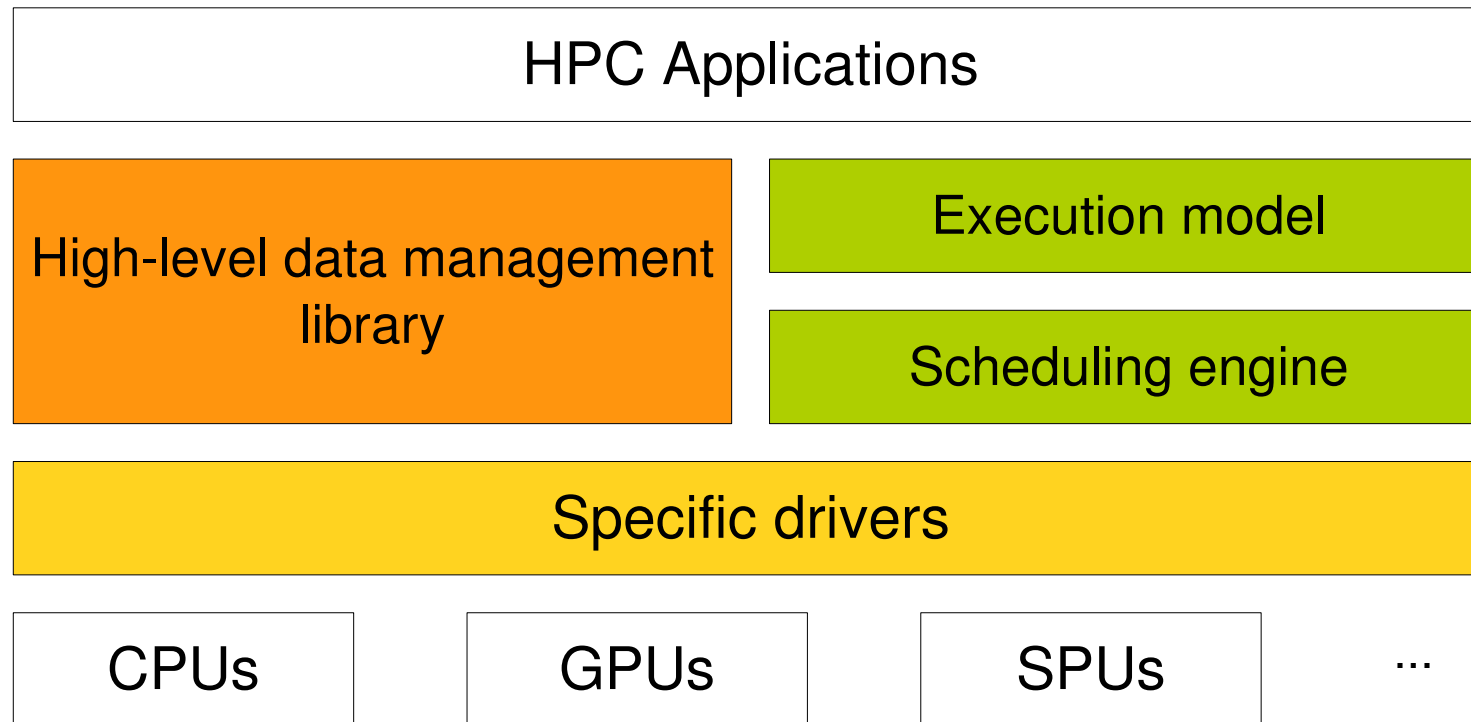 HPC Applications
High-level data management
library
Execution model
Scheduling engine
Specific drivers
CPUs
GPUs
SPUs
...